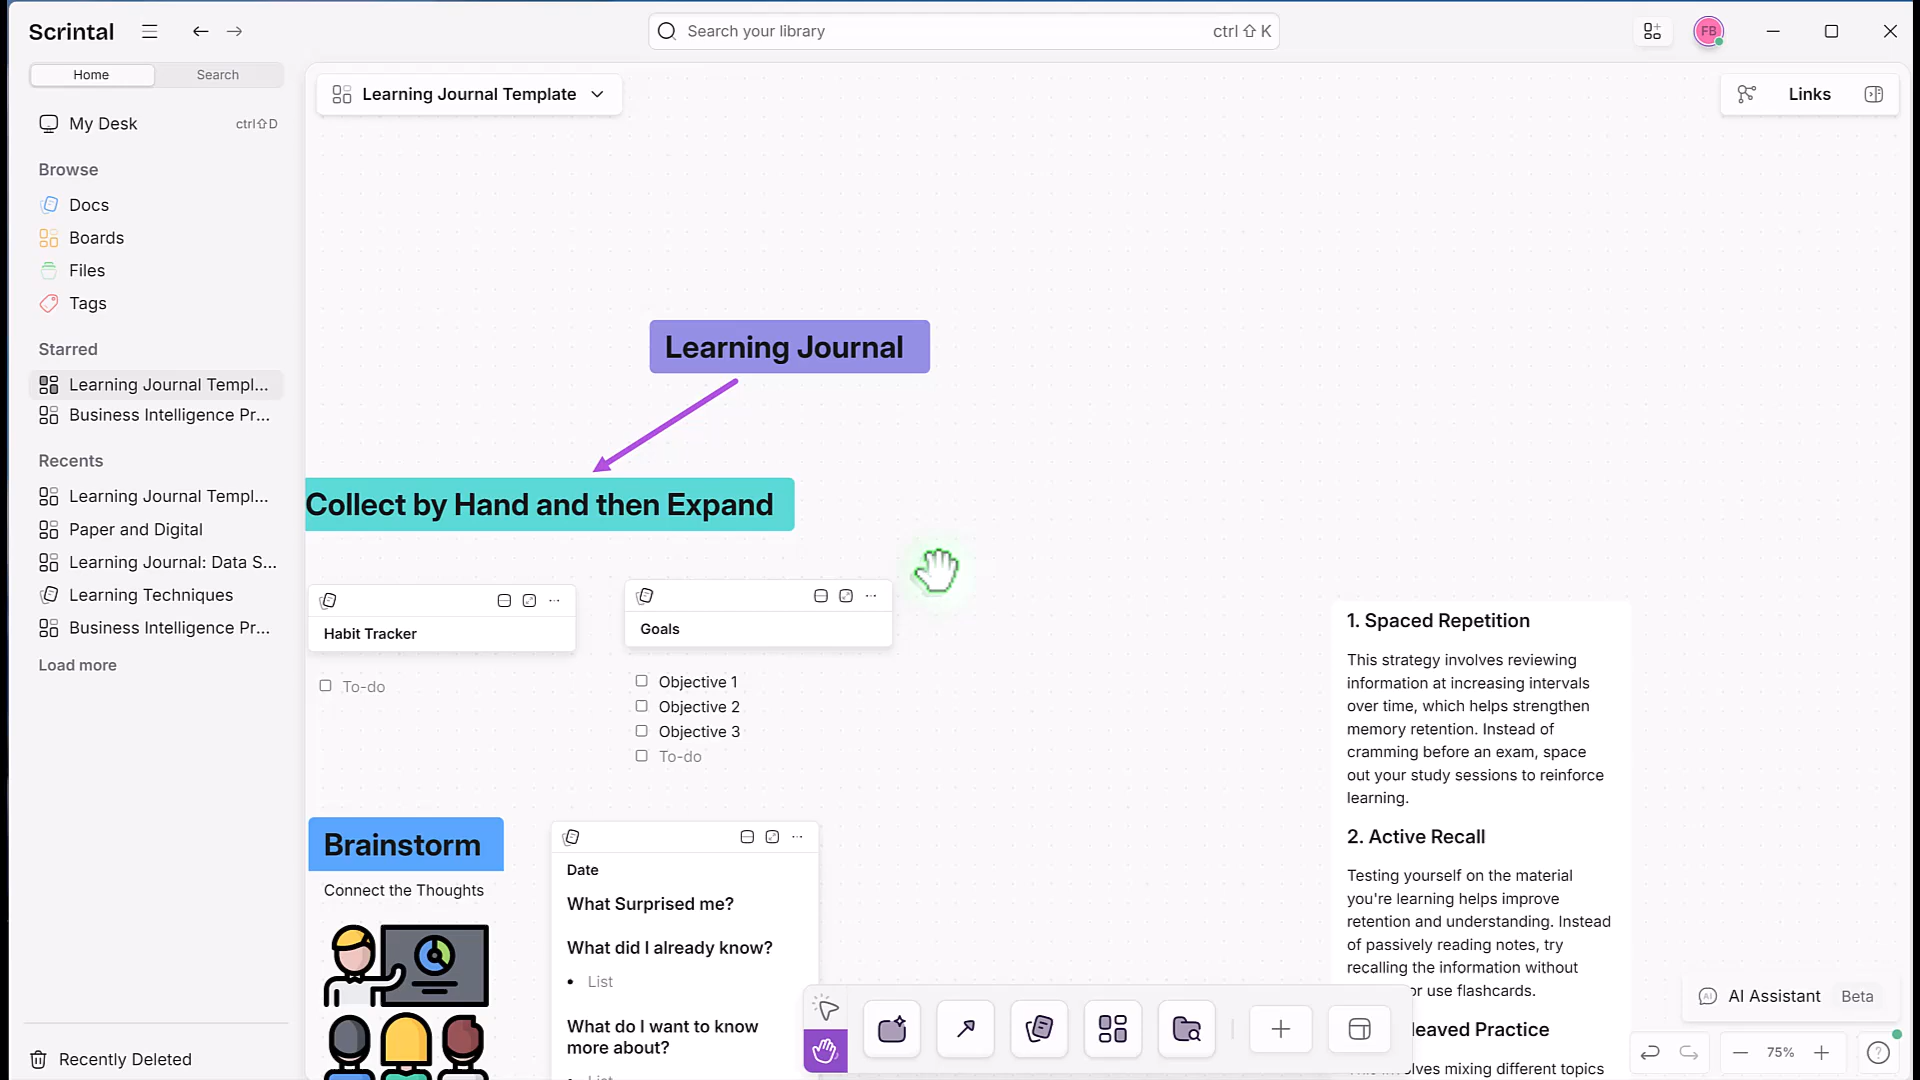 Scrintal
Search your library
ctrl ⇧ K
FB
Home
Search
My Desk
ctrl⇧D
Browse
Docs
Boards
Files
Tags
Starred
Learning Journal Templ...
Business Intelligence Pr...
Recents
Learning Journal Templ...
Paper and Digital
Learning Journal: Data S...
Learning Techniques
Business Intelligence Pr...
Load more
Recently Deleted
Learning Journal Template
Links
Learning Journal
Collect by Hand and then Expand
Habit Tracker
To-do
Goals
Objective 1
Objective 2
Objective 3
To-do
Brainstorm
Connect the Thoughts
Date
What Surprised me?
What did I already know?
• List
What do I want to know
more about?
1. Spaced Repetition
This strategy involves reviewing
information at increasing intervals
over time, which helps strengthen
memory retention. Instead of
cramming before an exam, space
out your study sessions to reinforce
learning.
2. Active Recall
Testing yourself on the material
you're learning helps improve
retention and understanding. Instead
of passively reading notes, try
recalling the information without
or use flashcards.
leaved Practice
involves mixing different topics
AI Assistant
Beta
75%